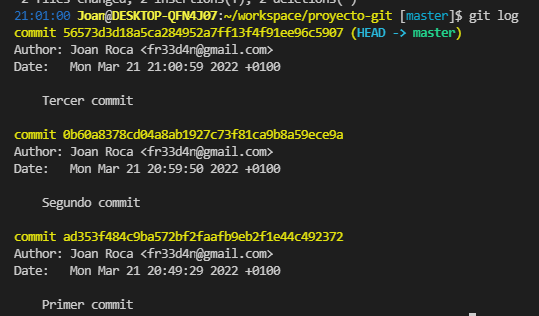 2 files changed, 2 insertions(+), 2 deletions(-)
21:01:00 Joan@DESKTOP-QFN4J07:~/workspace/proyecto-git [master]$ git log
commit 56573d3d18a5ca284952a7ff13f4f91ee96c5907 (HEAD -> master)
Author: Joan Roca <fr33d4n@gmail.com>
Date:   Mon Mar 21 21:00:59 2022 +0100
Tercer commit
commit 0b60a8378cd04a8ab1927c73f81ca9b8a59ece9a
Author: Joan Roca <fr33d4n@gmail.com>
Date:   Mon Mar 21 20:59:50 2022 +0100
Segundo commit
commit ad353f484c9ba572bf2faafb9eb2f1e44c492372
Author: Joan Roca <fr33d4n@gmail.com>
Date:   Mon Mar 21 20:49:29 2022 +0100
Primer commit